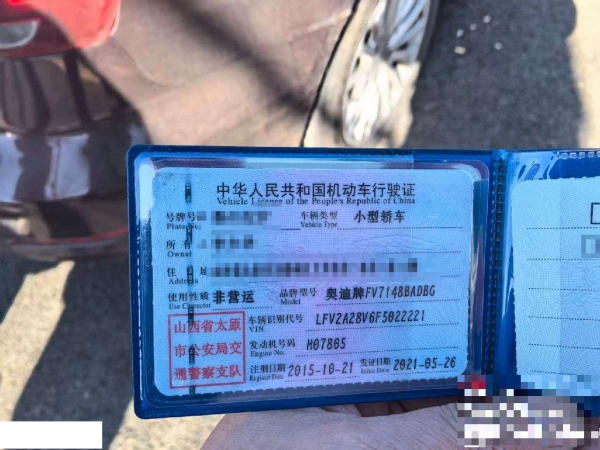 中华人民共和国机动车行驶证
Vehicle License of the People's Republic of China
号牌号 车辆类型 小型轿车
Plate No. Vehicle Type
所有
Owner
住 址
Address
使用性质 非营运 品牌型号 奥迪牌FV7148BADBG
Use Character Model
山西省太原
市公安局交
通警察支队
车辆识别代号 LFV2A28V6F5022221
VIN
发动机号码 H07805
Engine No.
注册日期 2015-10-21 发证日期 2021-05-26
Register Date Issue Date